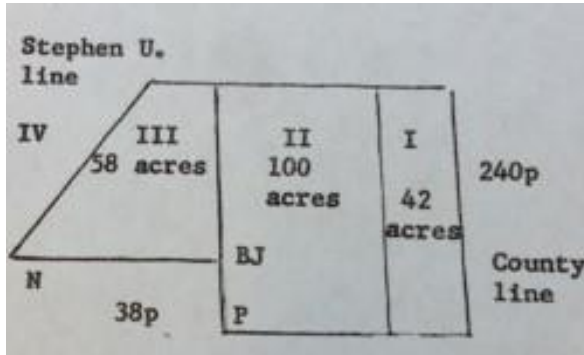 Stephen U.
line
IV
III
58 acres
II
100
acres
I
42
acres
240p
N
38p
BJ
P
County
line